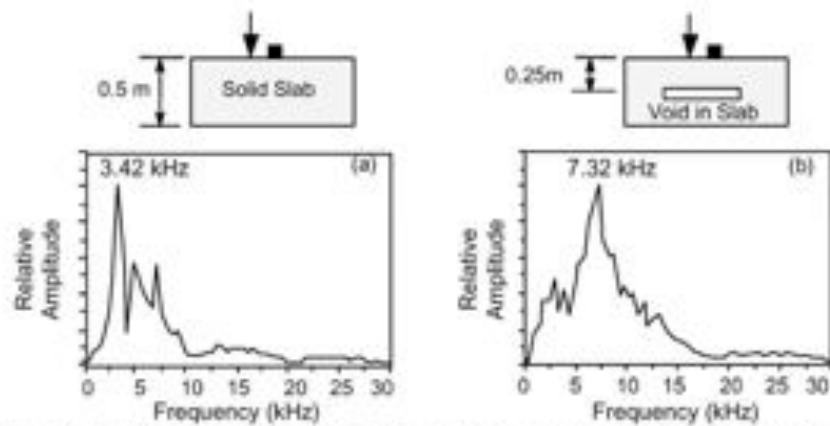 0.5 m
Solid Slab
0.25m
Void in Slab
3.42 kHz
(a)
Relative
Amplitude
0 5 10 15 20 25 30
Frequency (kHz)
7.32 kHz
(b)
Relative
Amplitude
0 5 10 15 20 25 30
Frequency (kHz)